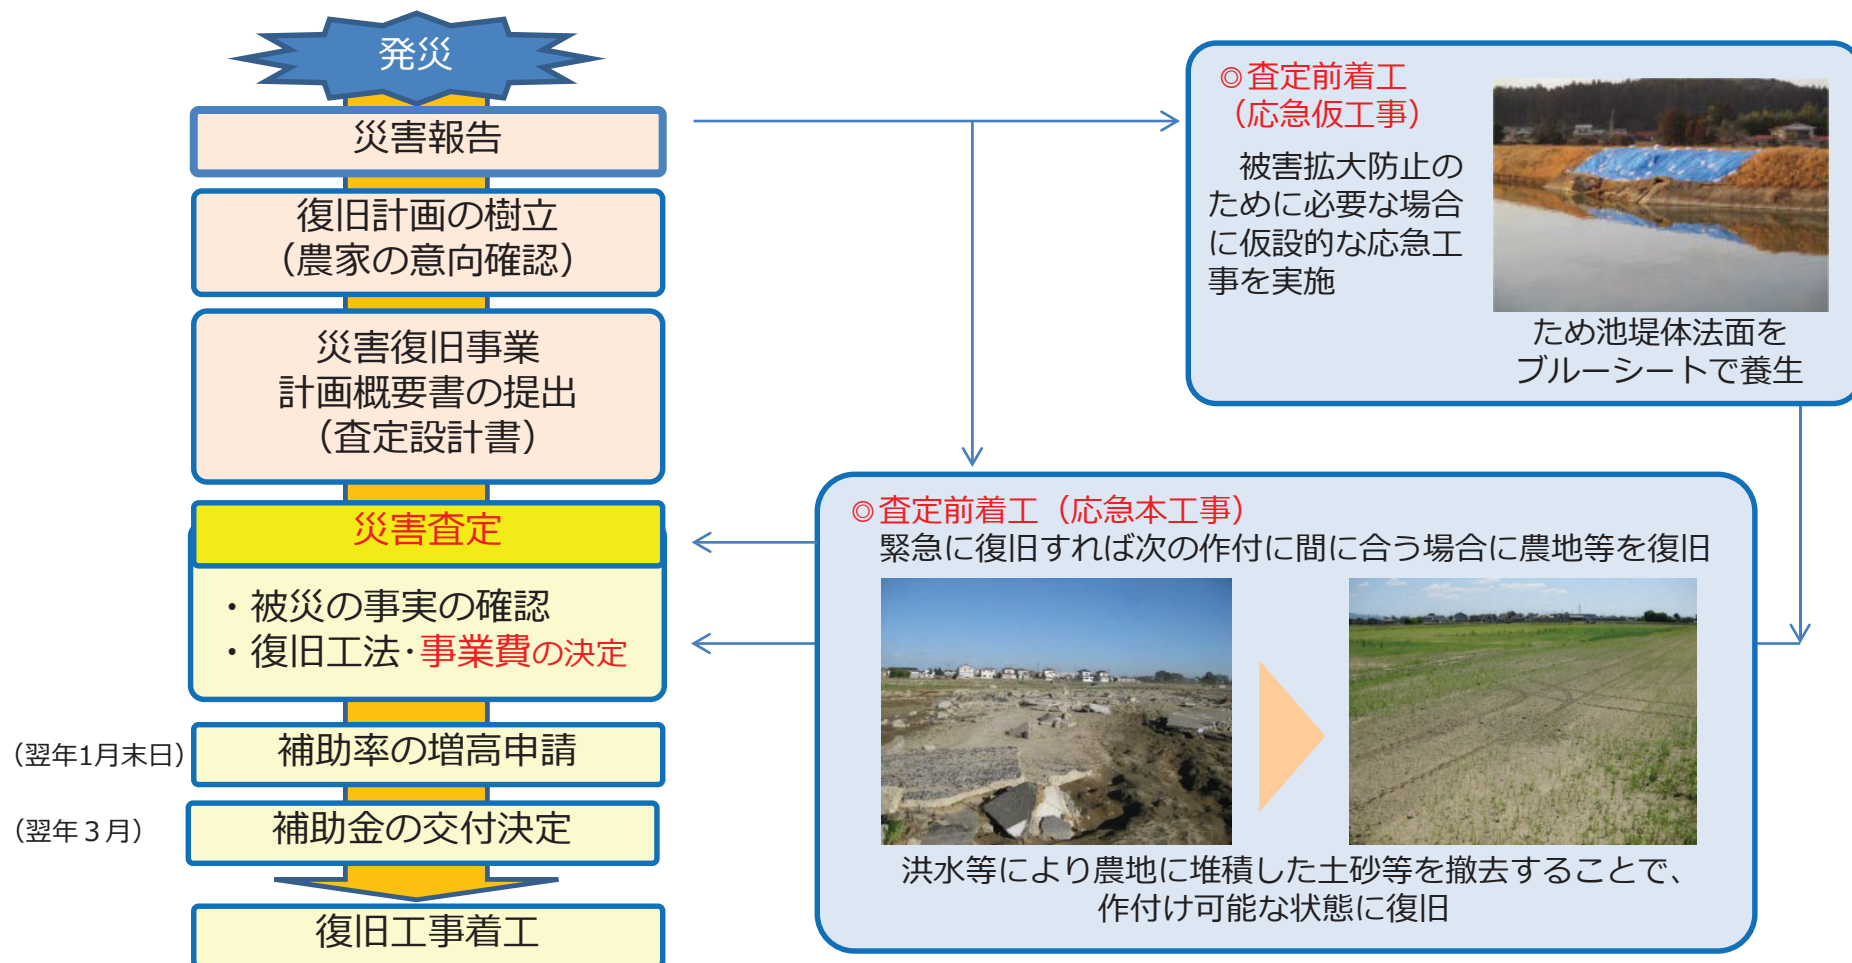 発災
災害報告
復旧計画の樹立
（農家の意向確認）
災害復旧事業
計画概要書の提出
（査定設計書）
災害査定
・被災の事実の確認
・復旧工法・事業費の決定
（翌年1月末日）
補助率の増高申請
（翌年３月）
補助金の交付決定
復旧工事着工
◎査定前着工
（応急仮工事）
被害拡大防止の
ために必要な場合
に仮設的な応急工
事を実施
ため池堤体法面を
ブルーシートで養生
◎査定前着工（応急本工事）
緊急に復旧すれば次の作付に間に合う場合に農地等を復旧
洪水等により農地に堆積した土砂等を撤去することで、
作付け可能な状態に復旧